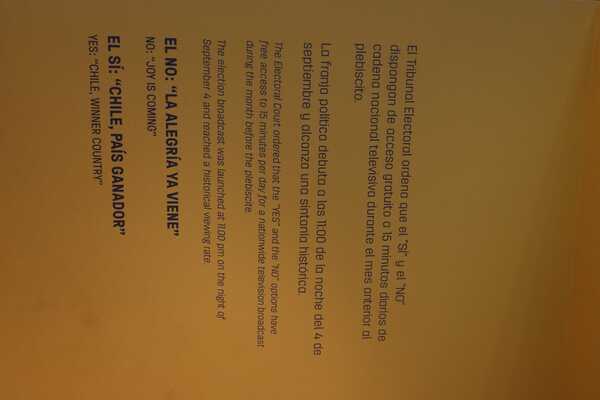 El Tribunal Electoral ordena que el "SÍ" y el "NO"
dispongan de acceso gratuito a 15 minutos diarios de
cadena nacional televisiva durante el mes anterior al
plebiscito.
La franja política debuta a las 11:00 de la noche del 4 de
septiembre y alcanza una sintonía histórica.
The Electoral Court ordered that the "YES" and the "NO" options have
free access to 15 minutes per day for a nationwide television broadcast
during the month before the plebiscite.
The election broadcast was launched at 11.00 pm on the night of
September 4 and reached a historical viewing rate.
EL NO: "LA ALEGRÍA YA VIENE"
NO: "JOY IS COMING"
EL SÍ: "CHILE, PAÍS GANADOR"
YES: "CHILE, WINNER COUNTRY"